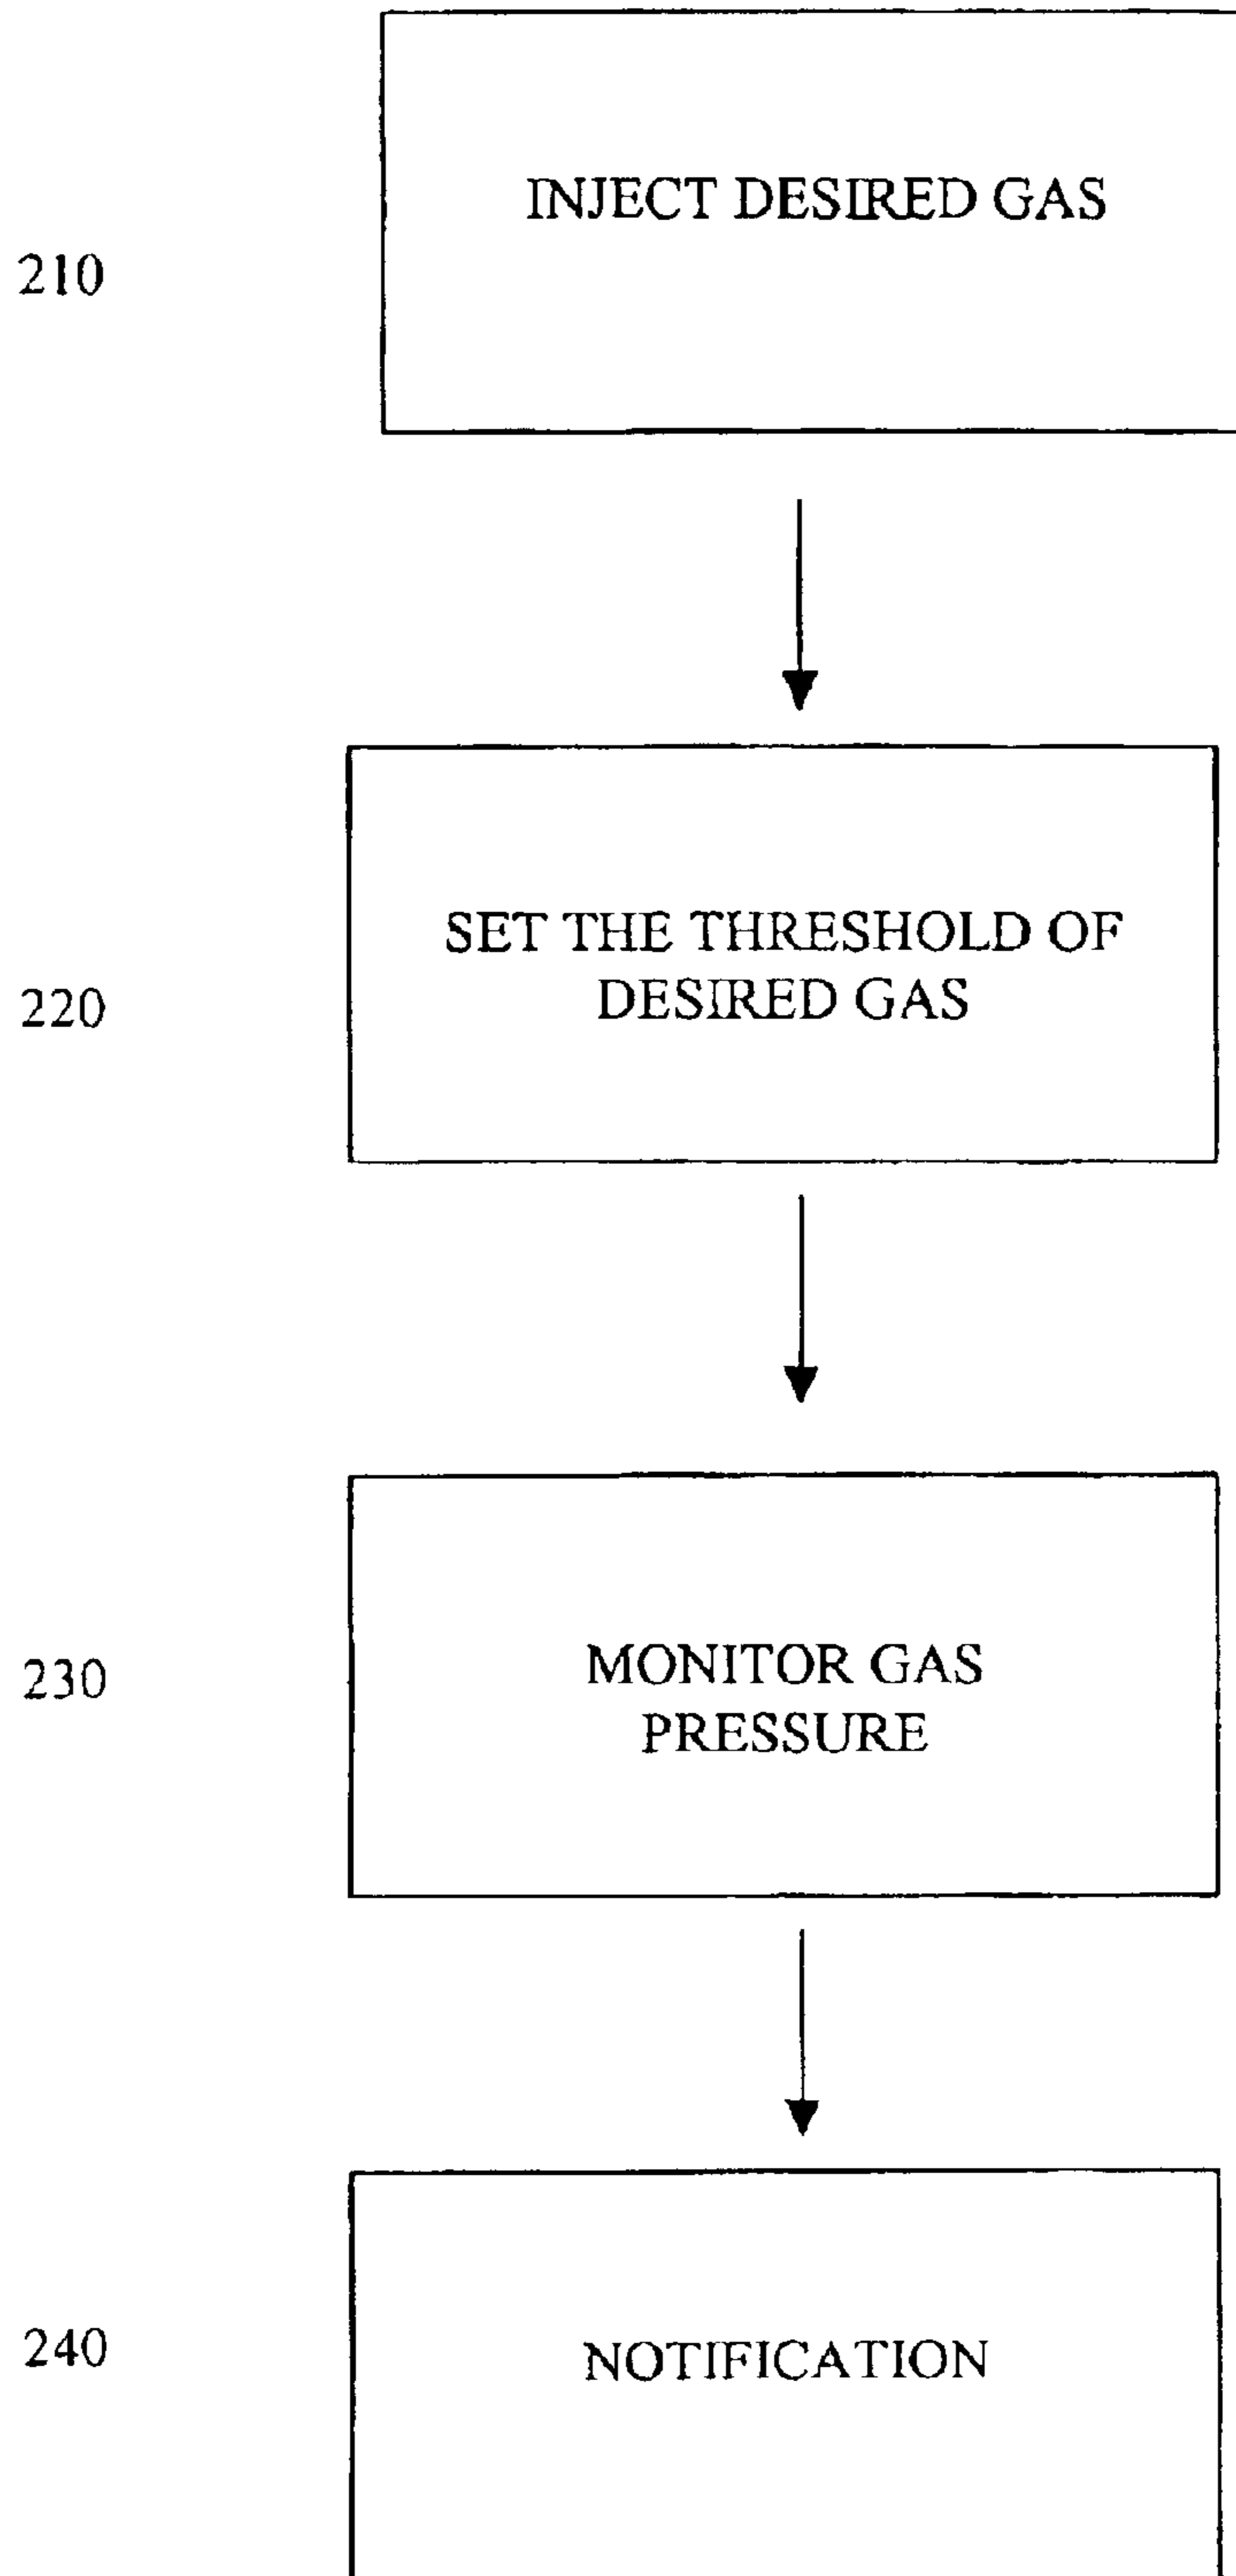 INJECT DESIRED GAS
210
SET THE THRESHOLD OF
DESIRED GAS
220
MONITOR GAS
PRESSURE
230
NOTIFICATION
240